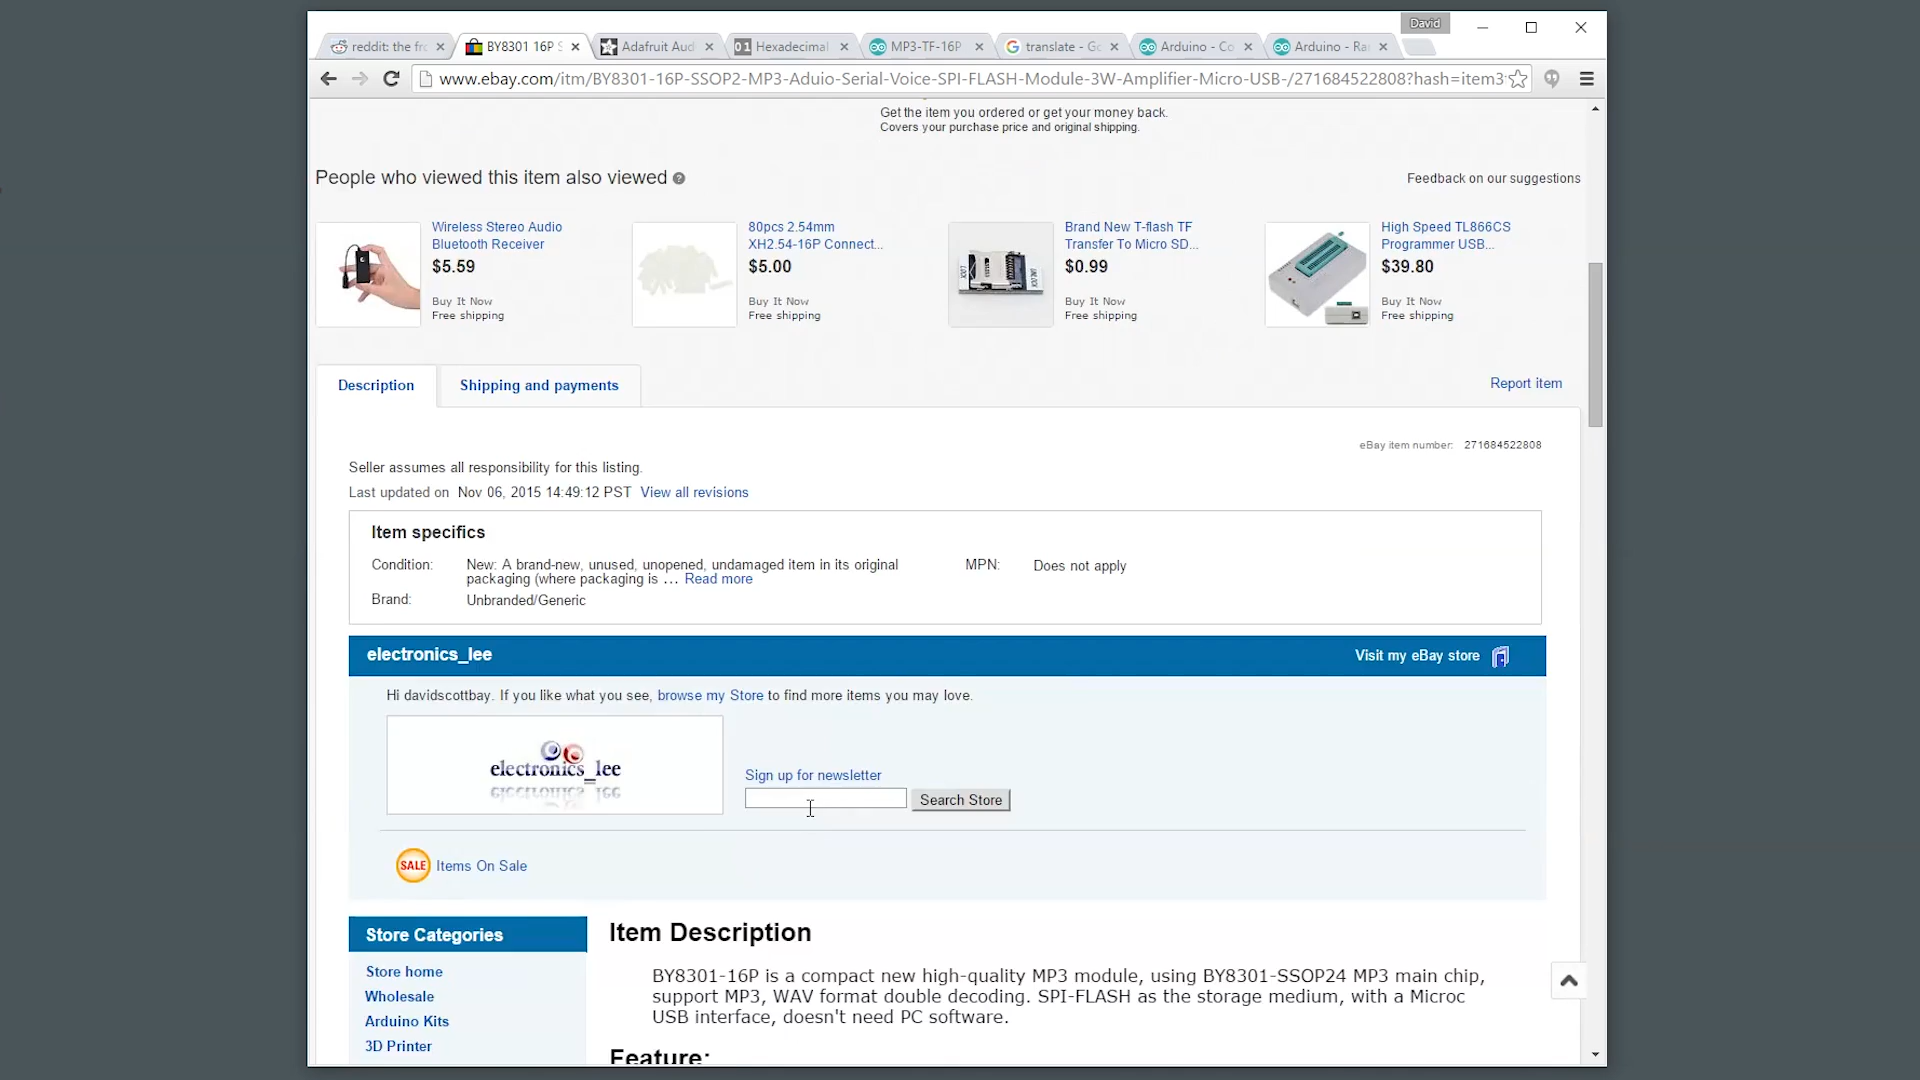 David
reddit: the fr
BY8301 16P S
Adafruit Aud
Hexadecimal
MP3-TF-16P
translate - Go
Arduino - Co
Arduino - Ra
www.ebay.com/itm/BY8301-16P-SSOP2-MP3-Aduio-Serial-Voice-SPI-FLASH-Module-3W-Amplifier-Micro-USB-/271684522808?hash=item3
Get the item you ordered or get your money back.
Covers your purchase price and original shipping.
People who viewed this item also viewed
Feedback on our suggestions
Wireless Stereo Audio
Bluetooth Receiver
$5.59
Buy It Now
Free shipping
80pcs 2.54mm
XH2.54-16P Connect...
$5.00
Buy It Now
Free shipping
Brand New T-flash TF
Transfer To Micro SD...
$0.99
Buy It Now
Free shipping
High Speed TL866CS
Programmer USB...
$39.80
Buy It Now
Free shipping
Description
Shipping and payments
Report item
eBay item number: 271684522808
Seller assumes all responsibility for this listing.
Last updated on Nov 06, 2015 14:49:12 PST View all revisions
Item specifics
Condition: New: A brand-new, unused, unopened, undamaged item in its original
packaging (where packaging is ... Read more
MPN: Does not apply
Brand: Unbranded/Generic
electronics_lee
Visit my eBay store
Hi davidscottbay. If you like what you see, browse my Store to find more items you may love.
electronics_lee
Sign up for newsletter
Search Store
SALE Items On Sale
Store Categories
Store home
Wholesale
Arduino Kits
3D Printer
Item Description
BY8301-16P is a compact new high-quality MP3 module, using BY8301-SSOP24 MP3 main chip,
support MP3, WAV format double decoding. SPI-FLASH as the storage medium, with a Microc
USB interface, doesn't need PC software.
Feature: